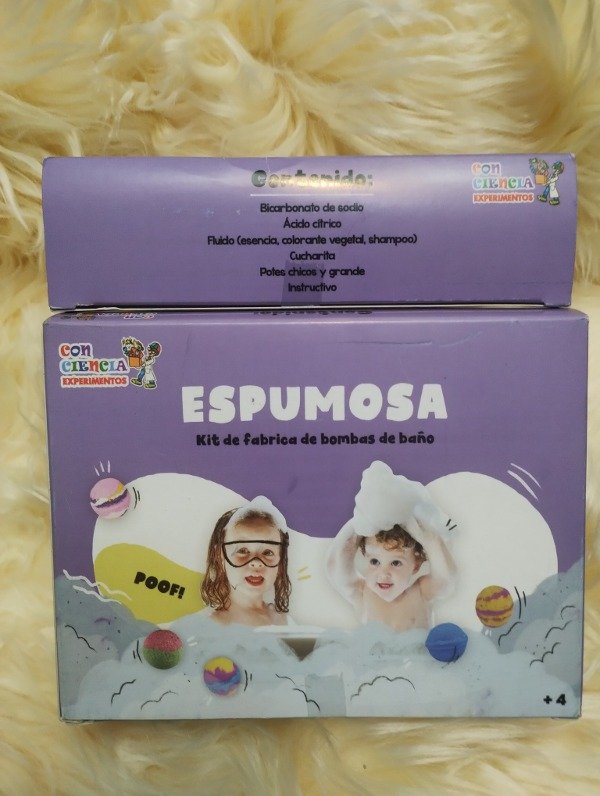 Contenido:
CON
CIENCIA
EXPERIMENTOS
Bicarbonato de sodio
Ácido cítrico
Fluido (esencia, colorante vegetal, shampoo)
Cucharita
Potes chicos y grande
Instructivo
CON
CIENCIA
EXPERIMENTOS
ESPUMOSA
Kit de fabrica de bombas de baño
POOF!
+4